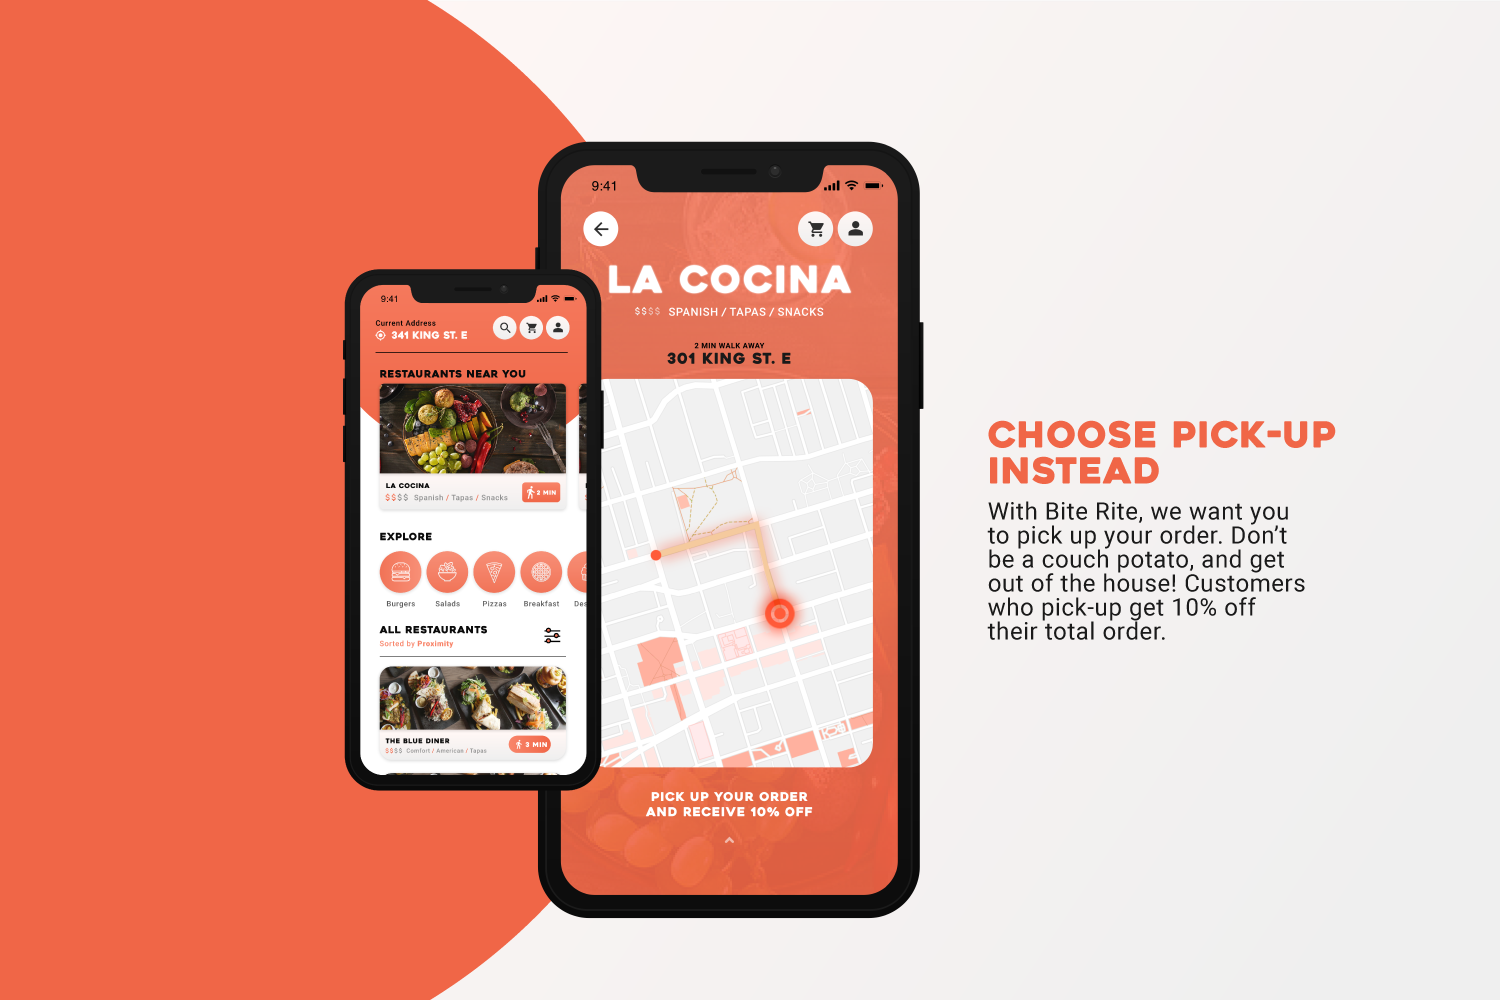 9:41
Current Address
341 KING ST. E
RESTAURANTS NEAR YOU
LA COCINA
$$$$ Spanish / Tapas / Snacks
2 MIN
EXPLORE
Burgers
Salads
Pizzas
Breakfast
Des
ALL RESTAURANTS
Sorted by Proximity
THE BLUE DINER
$$$$ Comfort / American / Tapas
3 MIN
9:41
LA COCINA
$$$$ SPANISH / TAPAS / SNACKS
2 MIN WALK AWAY
301 KING ST. E
PICK UP YOUR ORDER
AND RECEIVE 10% OFF
CHOOSE PICK-UP
INSTEAD
With Bite Rite, we want you
to pick up your order. Don’t
be a couch potato, and get
out of the house! Customers
who pick-up get 10% off
their total order.